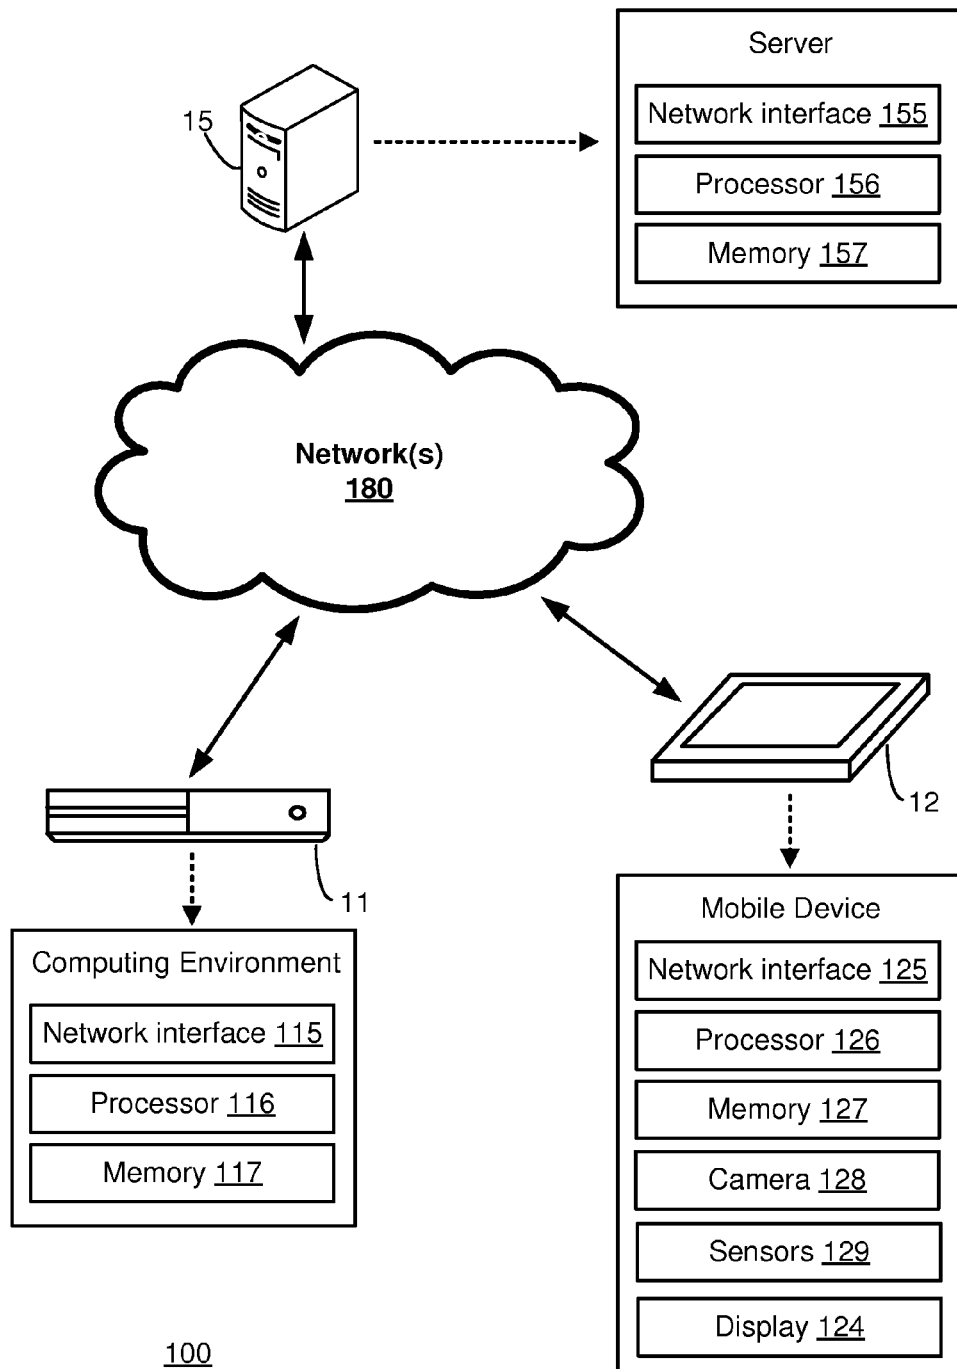 Server
Network interface 155
Processor 156
Memory 157
15
Network(s)
180
12
11
Computing Environment
Network interface 115
Processor 116
Memory 117
Mobile Device
Network interface 125
Processor 126
Memory 127
Camera 128
Sensors 129
Display 124
100